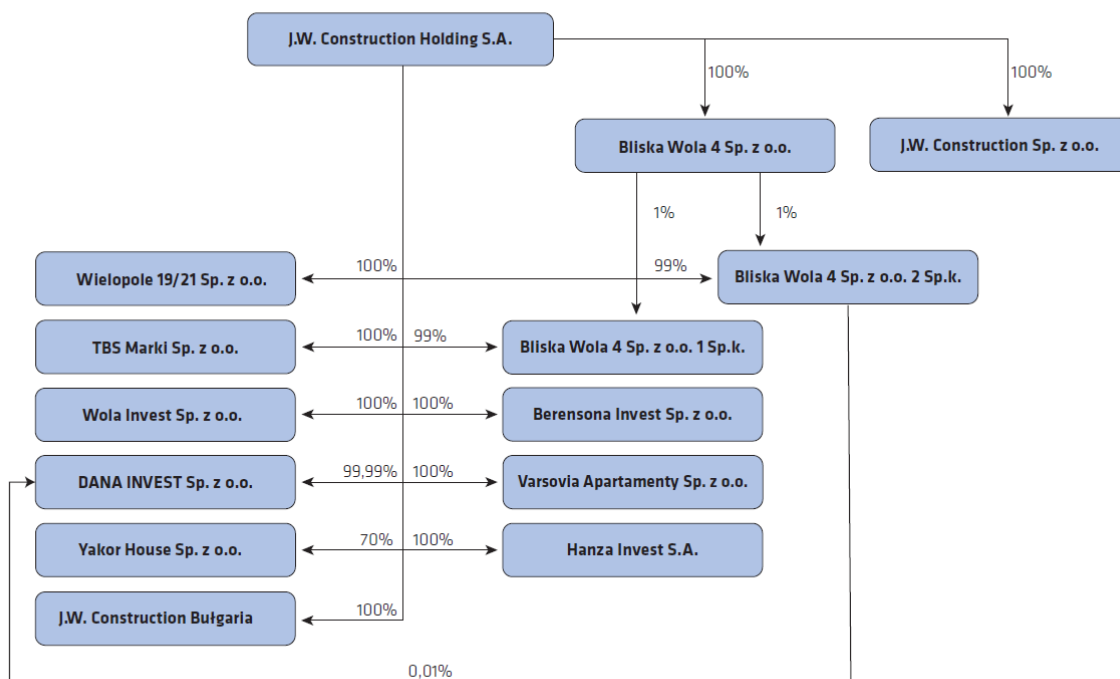 J.W. Construction Holding S.A.
100%
100%
Bliska Wola 4 Sp. z o.o.
J.W. Construction Sp. z o.o.
1%
1%
Wielopole 19/21 Sp. z o.o.
100%
99%
Bliska Wola 4 Sp. z o.o. 2 Sp.k.
TBS Marki Sp. z o.o.
100%
99%
Bliska Wola 4 Sp. z o.o. 1 Sp.k.
Wola Invest Sp. z o.o.
100%
100%
Berensona Invest Sp. z o.o.
DANA INVEST Sp. z o.o.
99,99%
100%
Varsovia Apartamenty Sp. z o.o.
Yakor House Sp. z o.o.
70%
100%
Hanza Invest S.A.
J.W. Construction Bułgaria
100%
0,01%